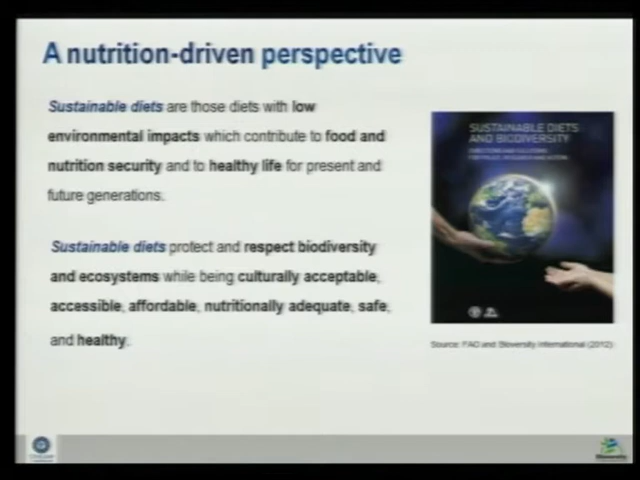 A nutrition-driven perspective
Sustainable diets are those diets with low
environmental impacts which contribute to food and
nutrition security and to healthy life for present and
future generations.
Sustainable diets protect and respect biodiversity
and ecosystems while being culturally acceptable,
accessible, affordable, nutritionally adequate, safe,
and healthy.
SUSTAINABLE DIETS
AND BIODIVERSITY
Source: FAO and Bioversity International (2012)
Bioversity